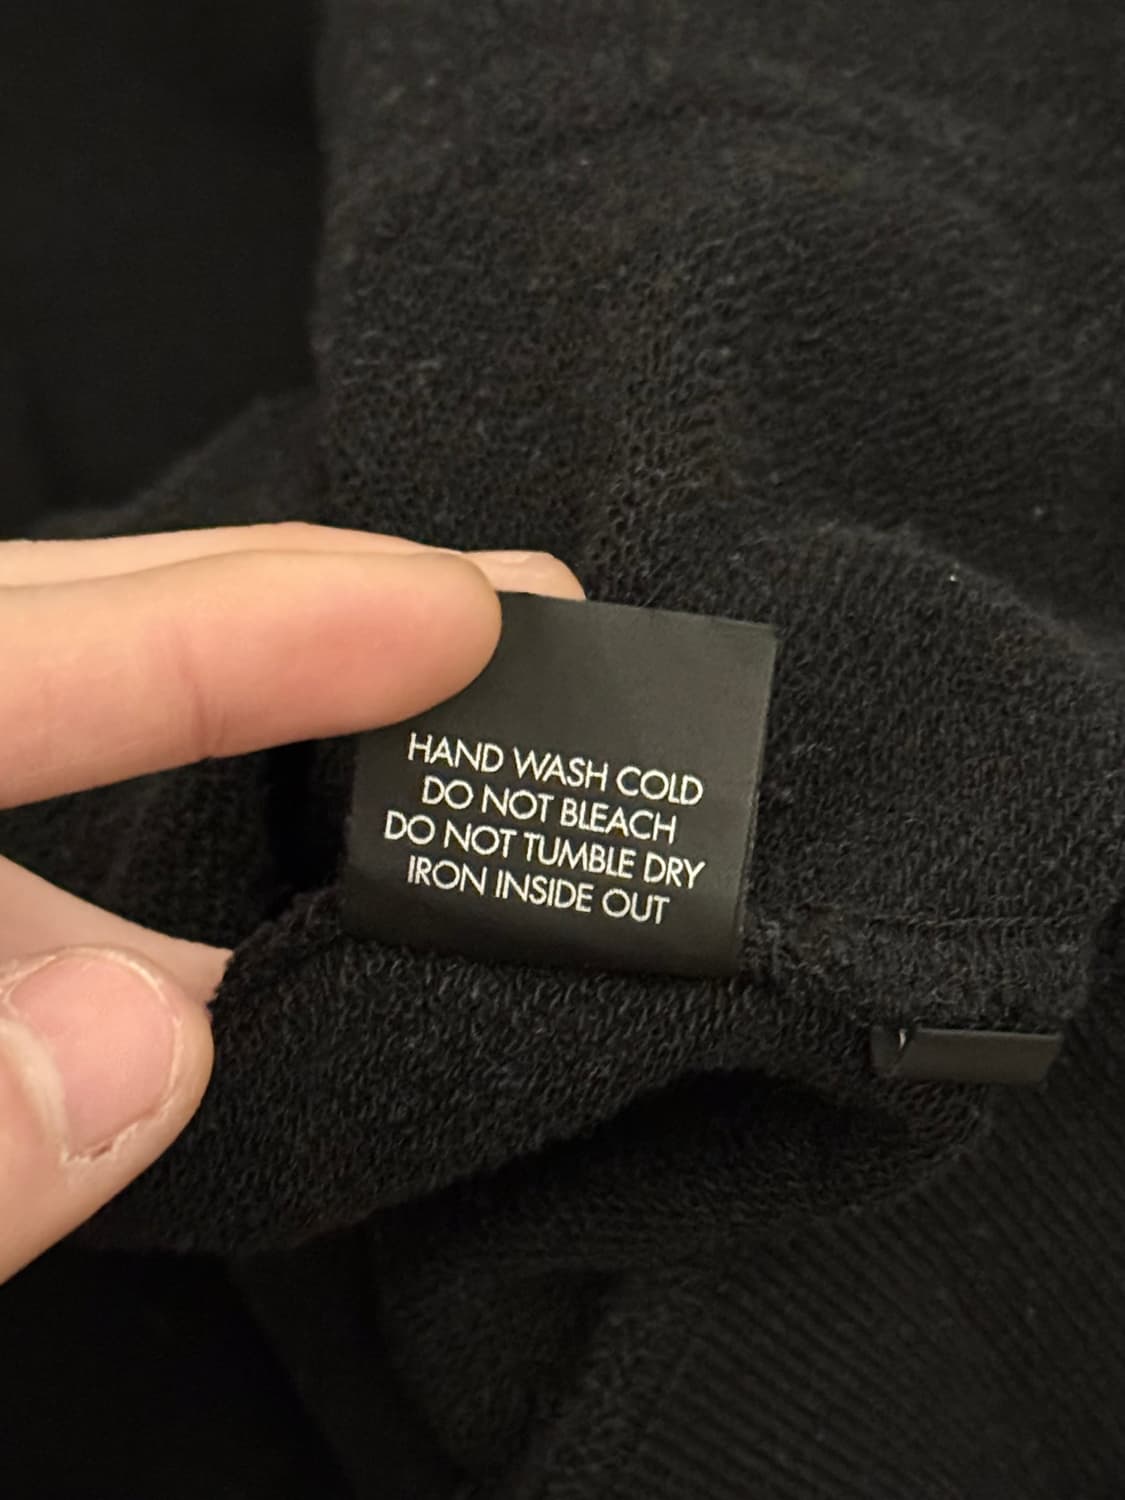 HAND WASH COLD
DO NOT BLEACH
DO NOT TUMBLE DRY
IRON INSIDE OUT